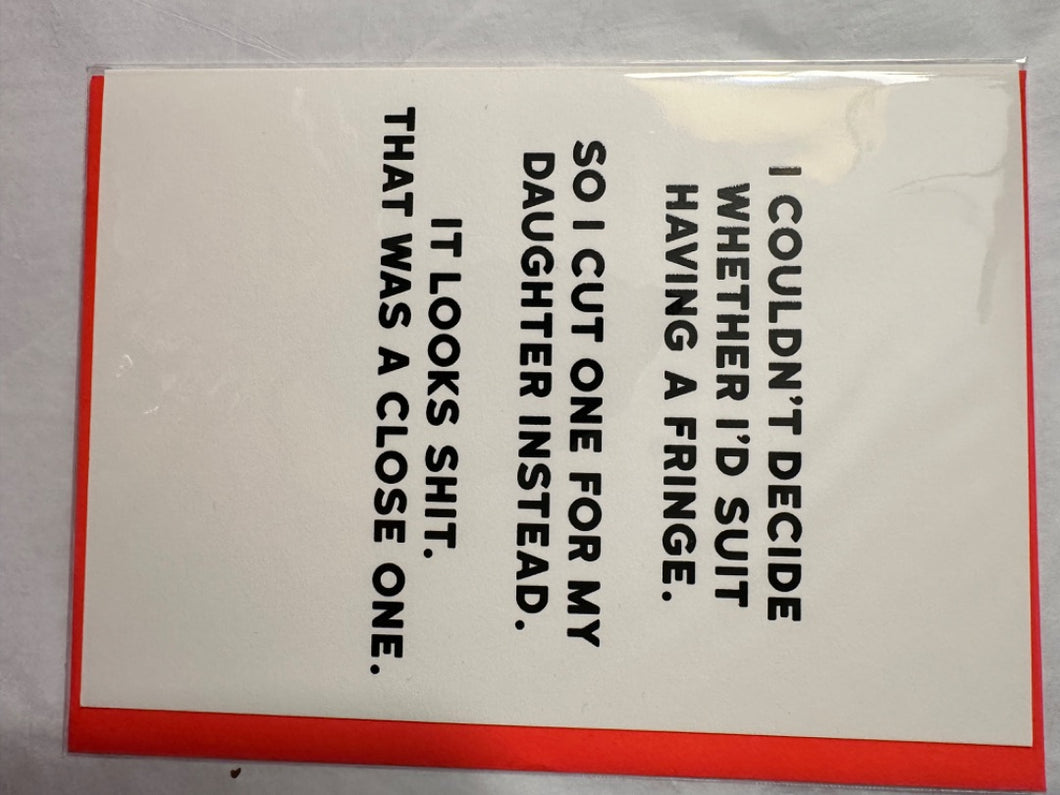 I COULDN'T DECIDE
WHETHER I'D SUIT
HAVING A FRINGE.
SO I CUT ONE FOR MY
DAUGHTER INSTEAD.
IT LOOKS SHIT.
THAT WAS A CLOSE ONE.